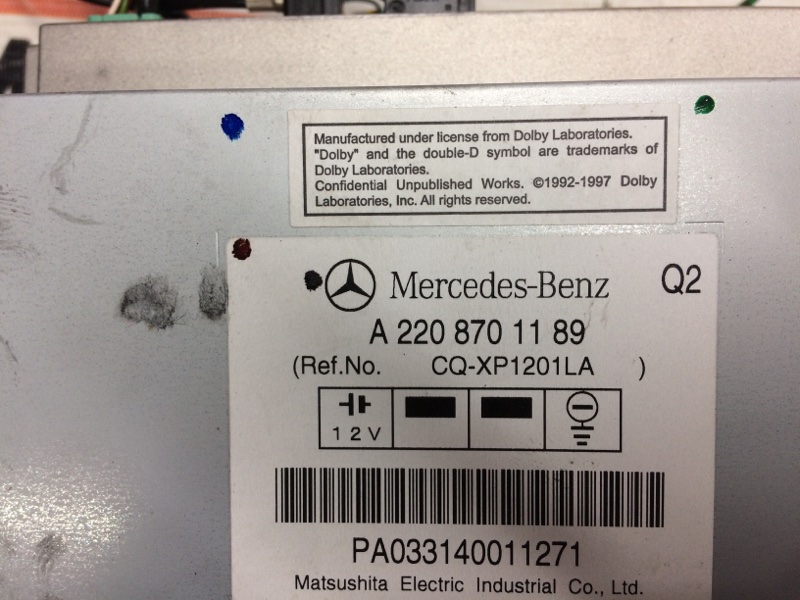 Manufactured under license from Dolby Laboratories.
"Dolby" and the double-D symbol are trademarks of
Dolby Laboratories.
Confidential Unpublished Works. ©1992-1997 Dolby
Laboratories, Inc. All rights reserved.
Mercedes-Benz Q2
A 220 870 11 89
(Ref.No. CQ-XP1201LA )
12V
PA033140011271
Matsushita Electric Industrial Co., Ltd.